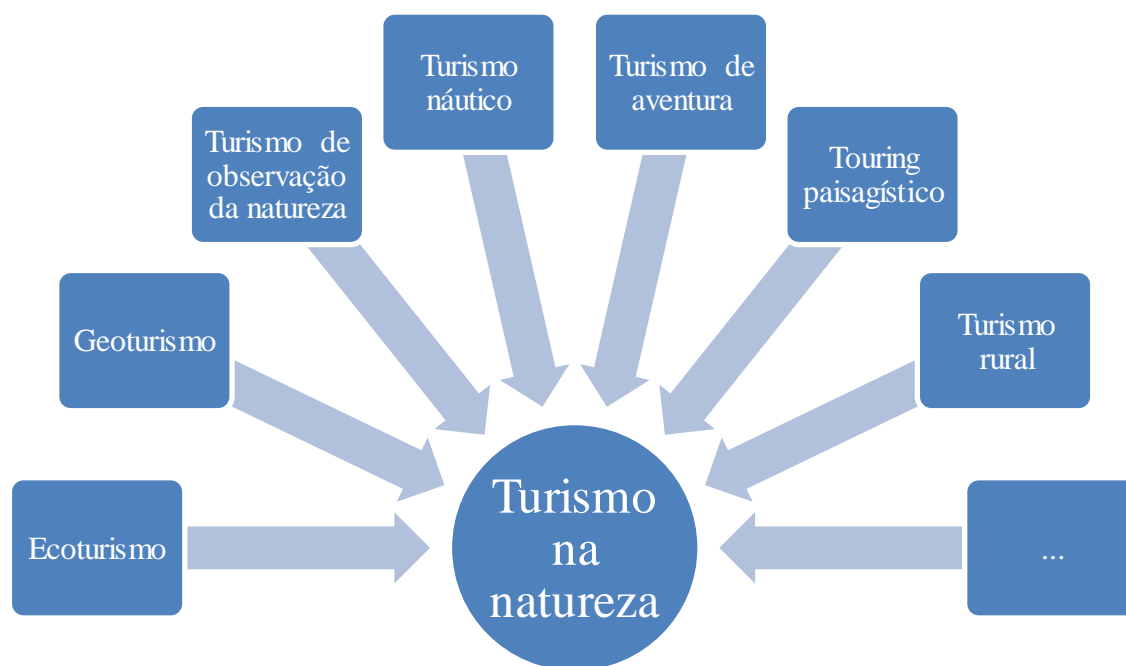 Turismo
náutico
Turismo de
aventura
Turismo de
observação
da natureza
Touring
paisagístico
Geoturismo
Turismo
rural
Ecoturismo
Turismo
na
natureza
...